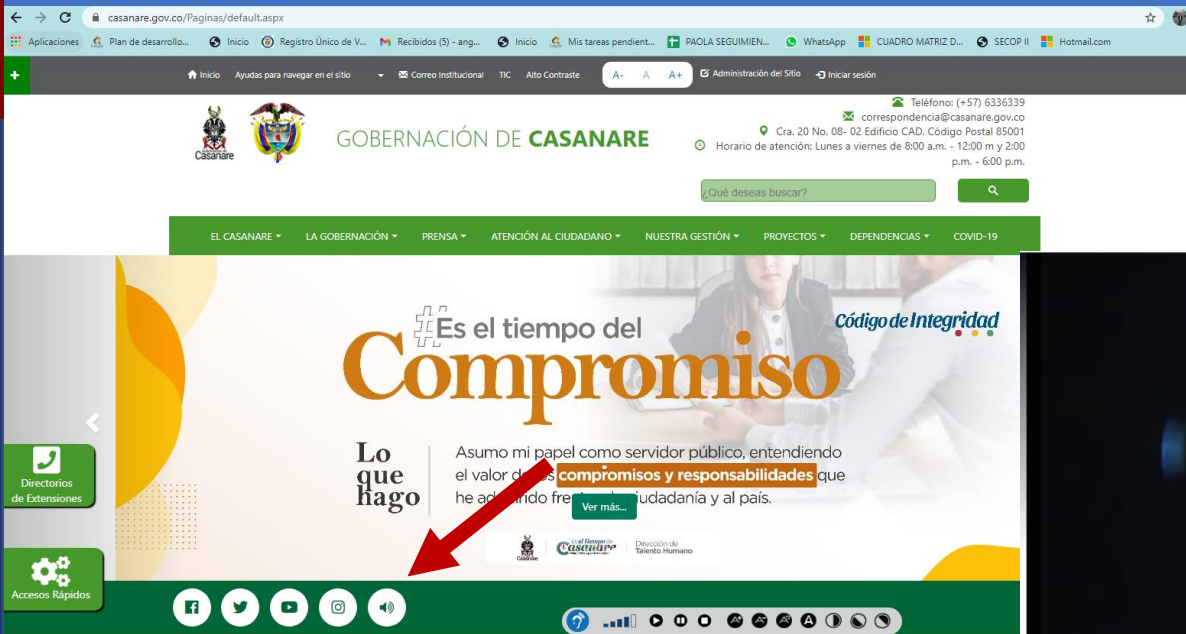 casanare.gov.co/Paginas/default.aspx
Aplicaciones Plan de desarrollo... Inicio Registro Único de V... Recibidos (5) - ang... Inicio Mis tareas pendient... PAOLA SEGUIMIEN... WhatsApp CUADRO MATRIZ D... SECOP II Hotmail.com
+ Inicio Ayudas para navegar en el sitio Correo Institucional TIC Alto Contraste A- A A+ Administración del Sitio Iniciar sesión
Casanare
GOBERNACIÓN DE CASANARE
Teléfono: (+57) 6336339
correspondencia@casanare.gov.co
Cra. 20 No. 08- 02 Edificio CAD. Código Postal 85001
Horario de atención: Lunes a viernes de 8:00 a.m. - 12:00 m y 2:00
p.m. - 6:00 p.m.
¿Qué deseas buscar?
EL CASANARE LA GOBERNACIÓN PRENSA ATENCIÓN AL CIUDADANO NUESTRA GESTIÓN PROYECTOS DEPENDENCIAS COVID-19
#Es el tiempo del
Compromiso
Código de Integridad
Lo
que
hago
Asumo mi papel como servidor público, entendiendo
el valor de los compromisos y responsabilidades que
he adquirido frente a la ciudadanía y al país.
Ver más...
Casanare
Dirección de
Talento Humano
Directorios
de Extensiones
Accesos Rápidos